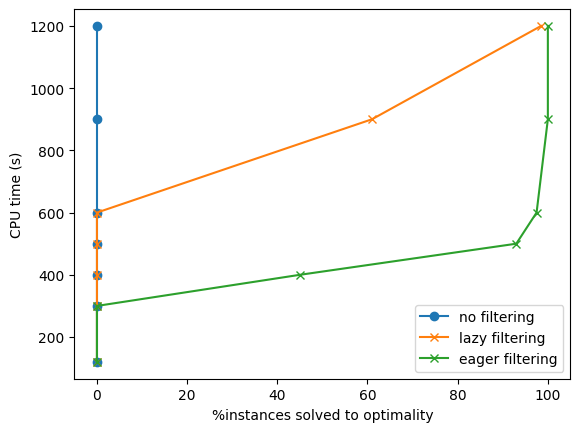 1200
1000
800
600
400
200
CPU time (s)
0 20 40 60 80 100
%instances solved to optimality
no filtering
lazy filtering
eager filtering